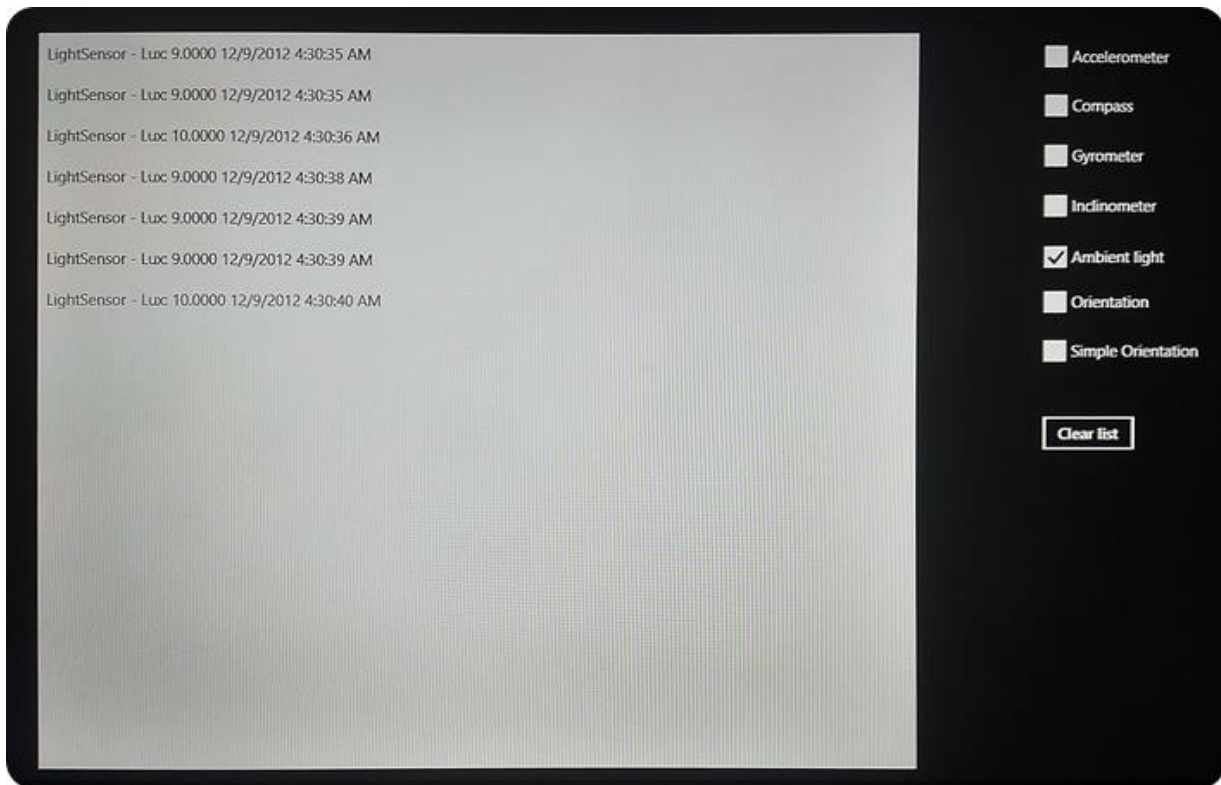 LightSensor - Lux: 9.0000 12/9/2012 4:30:35 AM
LightSensor - Lux: 9.0000 12/9/2012 4:30:35 AM
LightSensor - Lux: 10.0000 12/9/2012 4:30:36 AM
LightSensor - Lux: 9.0000 12/9/2012 4:30:38 AM
LightSensor - Lux: 9.0000 12/9/2012 4:30:39 AM
LightSensor - Lux: 9.0000 12/9/2012 4:30:39 AM
LightSensor - Lux: 10.0000 12/9/2012 4:30:40 AM
Accelerometer
Compass
Gyrometer
Inclinometer
Ambient light
Orientation
Simple Orientation
Clear list